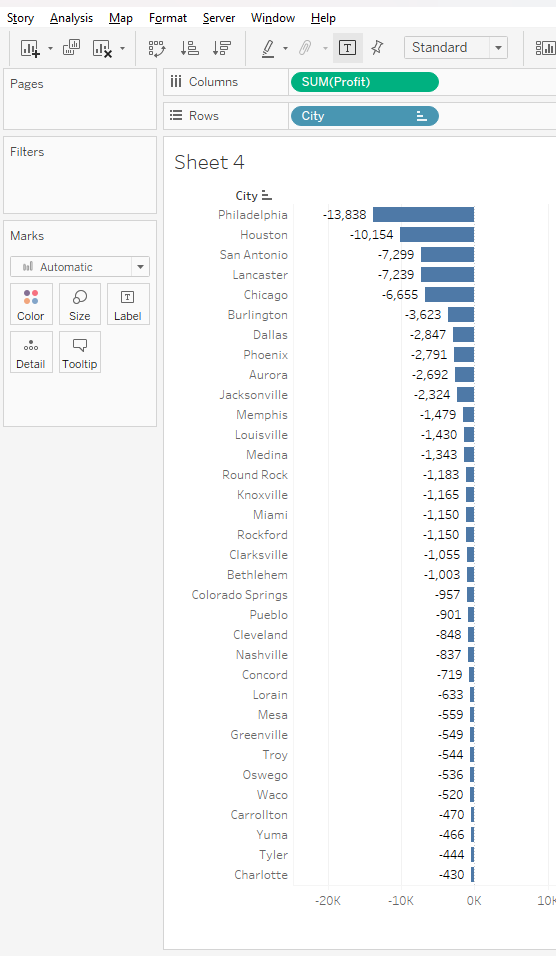 Story Analysis Map Format Server Window Help
T Standard
Pages
Columns SUM(Profit)
Rows City
Filters
Sheet 4
Marks
Automatic
Color Size T Label
Detail Tooltip
City
Philadelphia -13,838
Houston -10,154
San Antonio -7,299
Lancaster -7,239
Chicago -6,655
Burlington -3,623
Dallas -2,847
Phoenix -2,791
Aurora -2,692
Jacksonville -2,324
Memphis -1,479
Louisville -1,430
Medina -1,343
Round Rock -1,183
Knoxville -1,165
Miami -1,150
Rockford -1,150
Clarksville -1,055
Bethlehem -1,003
Colorado Springs -957
Pueblo -901
Cleveland -848
Nashville -837
Concord -719
Lorain -633
Mesa -559
Greenville -549
Troy -544
Oswego -536
Waco -520
Carrollton -470
Yuma -466
Tyler -444
Charlotte -430
-20K -10K 0K 10K